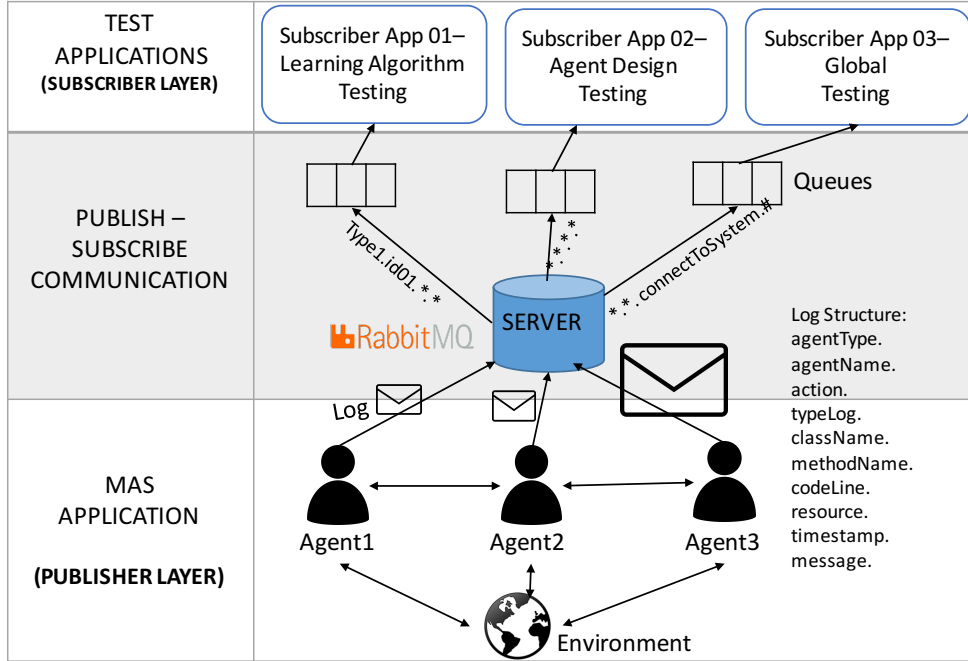 TEST
APPLICATIONS
(SUBSCRIBER LAYER)
Subscriber App 01–
Learning Algorithm
Testing
Subscriber App 02–
Agent Design
Testing
Subscriber App 03–
Global
Testing
PUBLISH –
SUBSCRIBE
COMMUNICATION
Queues
Type1.id01.*.*
*.*.*.*.
*.*.connectToSystem.#
SERVER
RabbitMQ
Log Structure:
agentType.
agentName.
action.
typeLog.
className.
methodName.
codeLine.
resource.
timestamp.
message.
Log
MAS
APPLICATION
(PUBLISHER LAYER)
Agent1
Agent2
Agent3
Environment